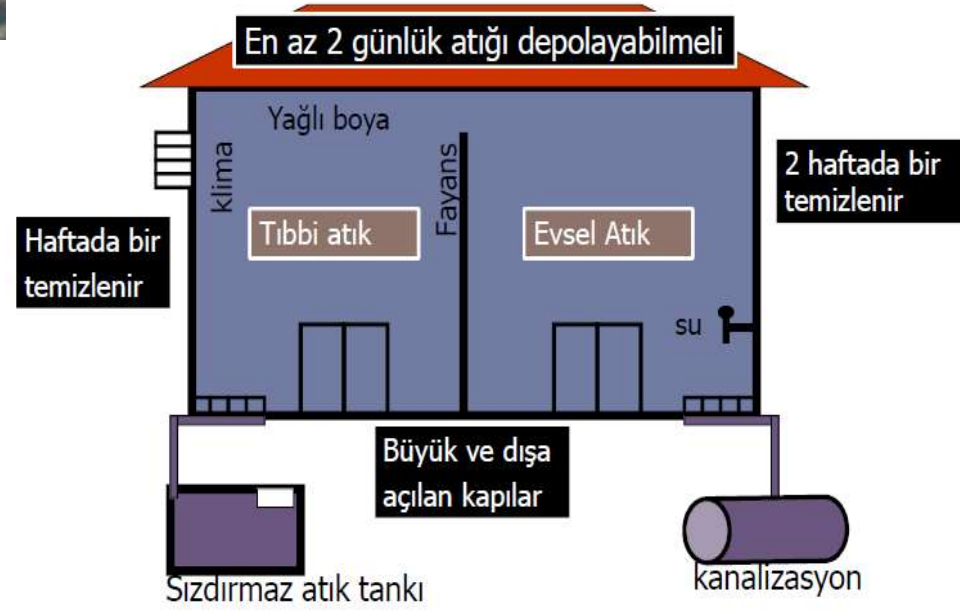 En az 2 günlük atığı depolayabilmeli
Yağlı boya
klima
Fayans
2 haftada bir
temizlenir
Tıbbi atık
Evsel Atık
Haftada bir
temizlenir
su
Büyük ve dışa
açılan kapılar
Sızdırmaz atık tankı
kanalizasyon